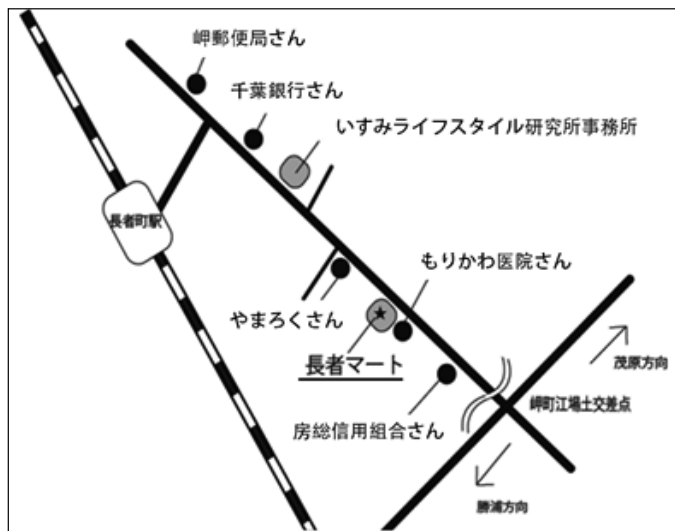 岬郵便局さん
千葉銀行さん
いすみライフスタイル研究所事務所
長者町駅
もりかわ医院さん
やまろくさん
長者マート
茂原方向
岬町江場土交差点
房総信用組合さん
勝浦方向